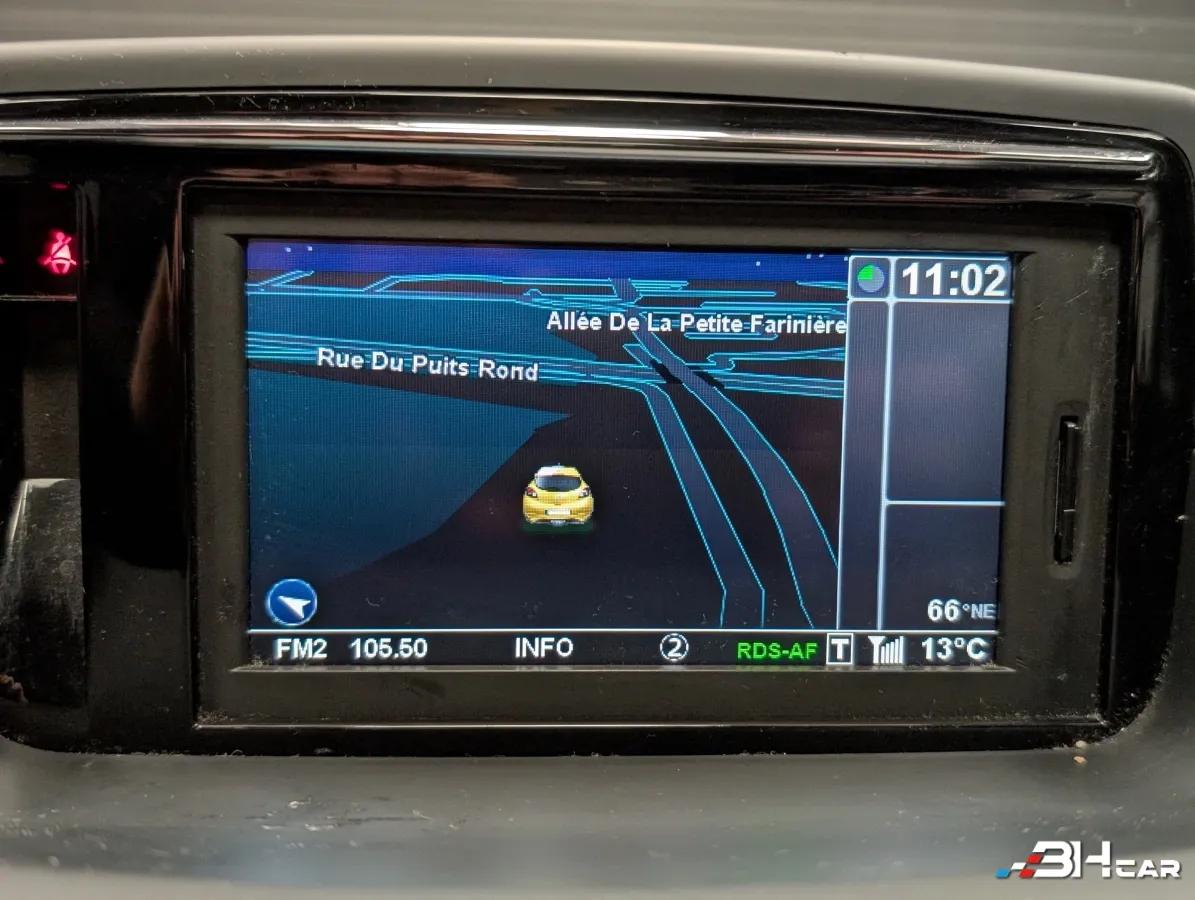 11:02
Allée De La Petite Farinière
Rue Du Puits Rond
66°NE
FM2 105.50 INFO 2 RDS-AF T 13°C
3HCAR